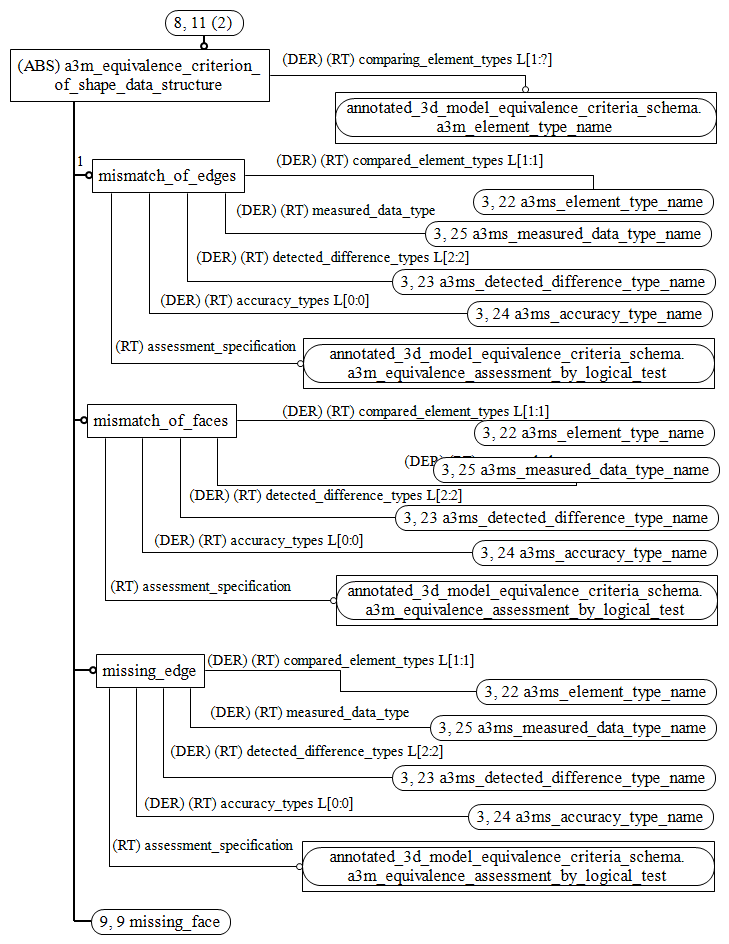 8, 11 (2)
(ABS) a3m_equivalence_criterion_
of_shape_data_structure
(DER) (RT) comparing_element_types L[1:?]
annotated_3d_model_equivalence_criteria_schema.
a3m_element_type_name
1
mismatch_of_edges
(DER) (RT) compared_element_types L[1:1]
3, 22 a3ms_element_type_name
(DER) (RT) measured_data_type
3, 25 a3ms_measured_data_type_name
(DER) (RT) detected_difference_types L[2:2]
3, 23 a3ms_detected_difference_type_name
(DER) (RT) accuracy_types L[0:0]
3, 24 a3ms_accuracy_type_name
(RT) assessment_specification
annotated_3d_model_equivalence_criteria_schema.
a3m_equivalence_assessment_by_logical_test
mismatch_of_faces
(DER) (RT) compared_element_types L[1:1]
3, 22 a3ms_element_type_name
3, 25 a3ms_measured_data_type_name
(DER) (RT) detected_difference_types L[2:2]
3, 23 a3ms_detected_difference_type_name
(DER) (RT) accuracy_types L[0:0]
3, 24 a3ms_accuracy_type_name
(RT) assessment_specification
annotated_3d_model_equivalence_criteria_schema.
a3m_equivalence_assessment_by_logical_test
missing_edge
(DER) (RT) compared_element_types L[1:1]
3, 22 a3ms_element_type_name
(DER) (RT) measured_data_type
3, 25 a3ms_measured_data_type_name
(DER) (RT) detected_difference_types L[2:2]
3, 23 a3ms_detected_difference_type_name
(DER) (RT) accuracy_types L[0:0]
3, 24 a3ms_accuracy_type_name
(RT) assessment_specification
annotated_3d_model_equivalence_criteria_schema.
a3m_equivalence_assessment_by_logical_test
9, 9 missing_face